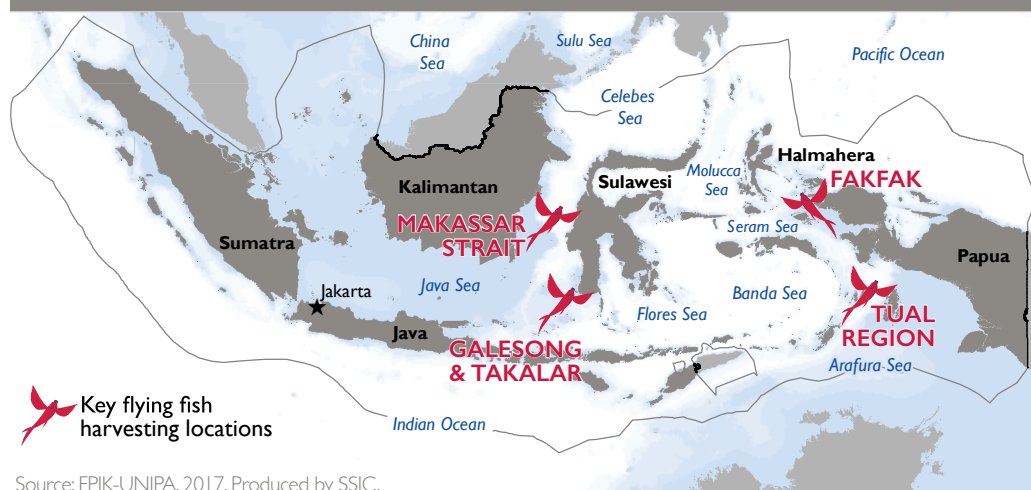 China
Sea
Sulu Sea
Pacific Ocean
Celebes
Sea
Halmahera
FAKFAK
Molucca
Sea
Sulawesi
Kalimantan
MAKASSAR
STRAIT
Seram Sea
Sumatra
Papua
Jakarta
Java Sea
Banda Sea
Flores Sea
TUAL
REGION
Java
GALESONG
& TAKALAR
Arafura Sea
Key flying fish
harvesting locations
Indian Ocean
Source: FPIK-UNIPA, 2017. Produced by SSIC.